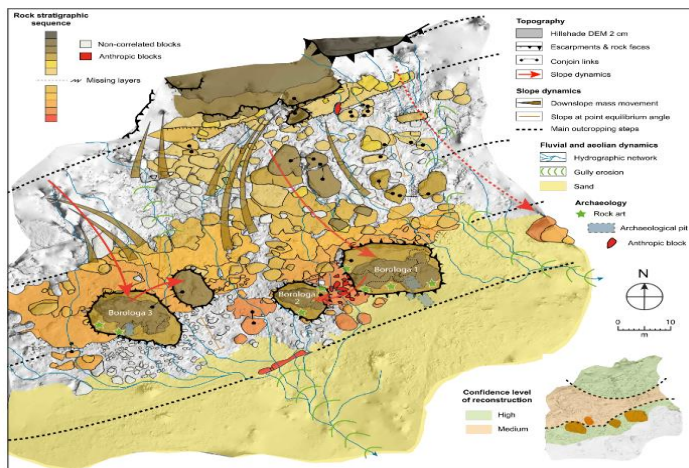 Rock stratigraphic
sequence
Non-correlated blocks
Anthropic blocks
Missing layers
Topography
Hillshade DEM 2 cm
Escarpments & rock faces
Conjoin links
Slope dynamics
Slope dynamics
Downslope mass movement
Slope at point equilibrium angle
Main outcropping steps
Fluvial and aeolian dynamics
Hydrographic network
Gully erosion
Sand
Archaeology
Rock art
Archaeological pit
Anthropic block
Borologa 1
Borologa
2
Borologa 3
N
0 10
m
Confidence level
of reconstruction
High
Medium